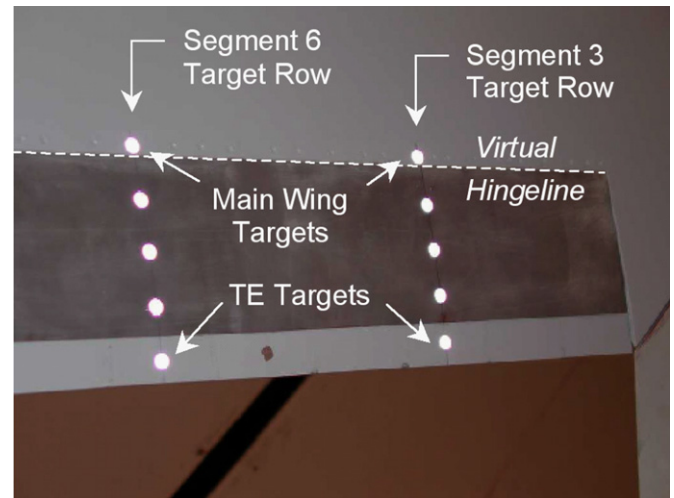 Segment 6
Target Row
Segment 3
Target Row
Virtual
Hingeline
Main Wing
Targets
TE Targets